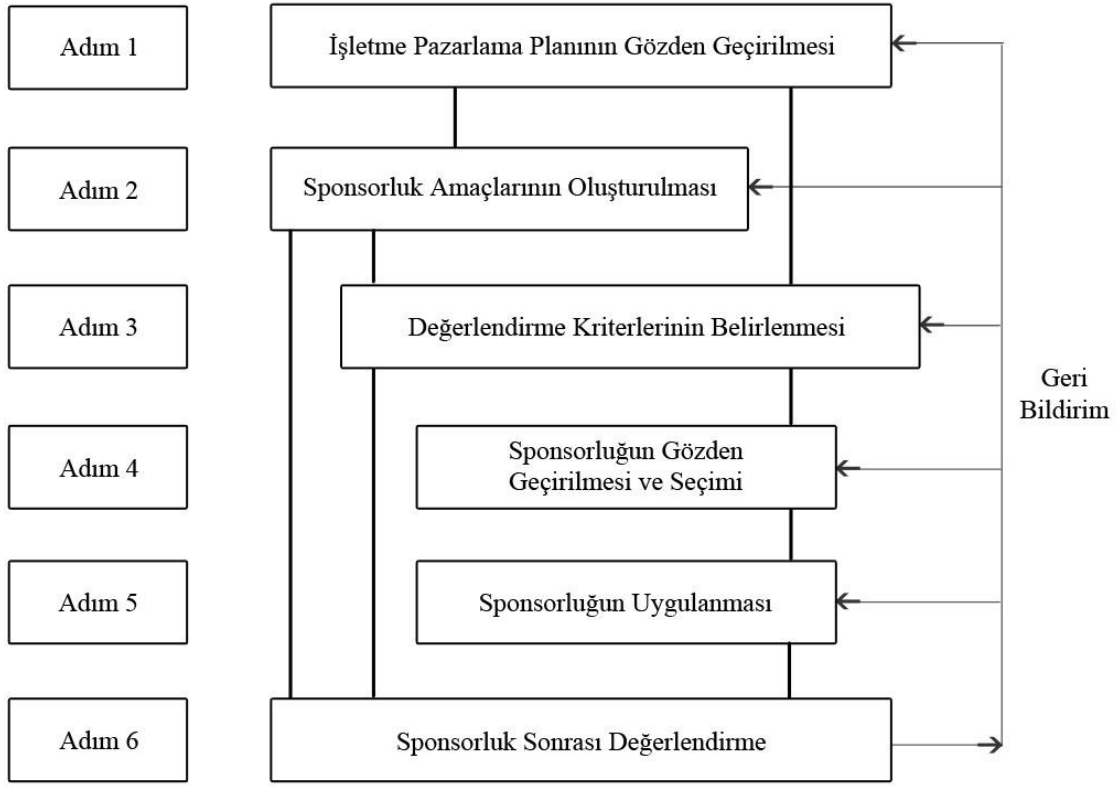 Adım 1
İşletme Pazarlama Planının Gözden Geçirilmesi
Adım 2
Sponsorluk Amaçlarının Oluşturulması
Adım 3
Değerlendirme Kriterlerinin Belirlenmesi
Geri
Bildirim
Adım 4
Sponsorluğun Gözden
Geçirilmesi ve Seçimi
Adım 5
Sponsorluğun Uygulanması
Adım 6
Sponsorluk Sonrası Değerlendirme